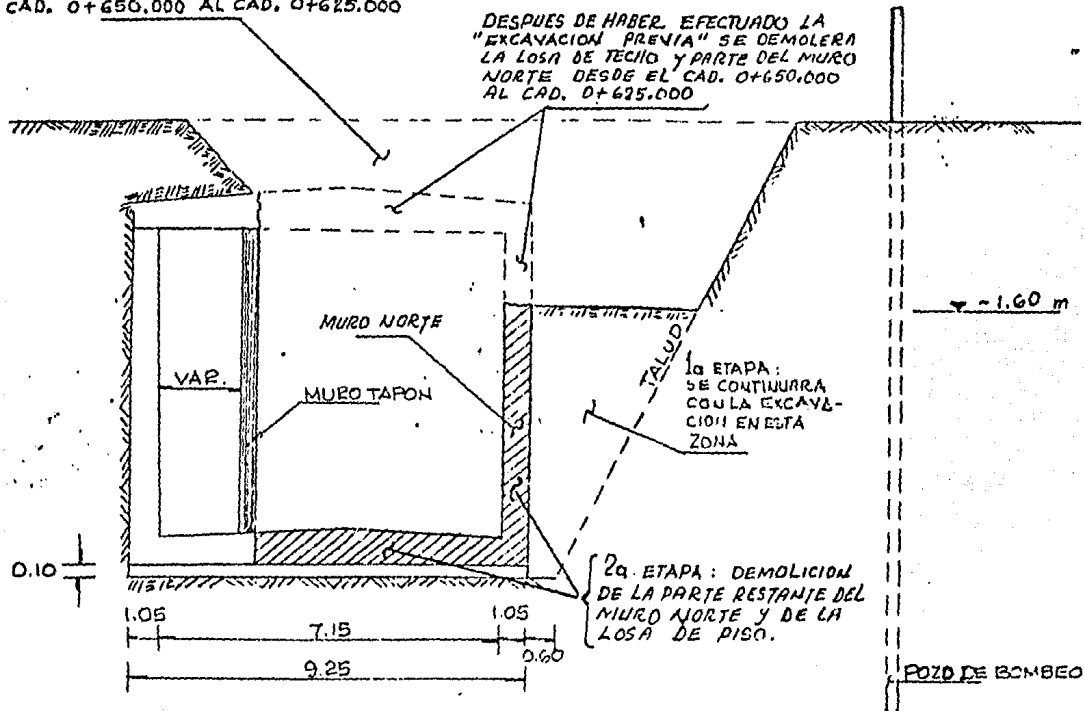 CAD. 0+650.000 AL CAD. 0+625.000
DESPUES DE HABER EFECTUADO LA
"EXCAVACION PREVIA" SE DEMOLERA
LA LOSA DE TECHO Y PARTE DEL MURO
NORTE DESDE EL CAD. 0+650.000
AL CAD. 0+625.000
-1.60 m
MURO NORTE
VAR.
MURO TAPON
TALUD
1a ETAPA:
SE CONTINUARA
CON LA EXCAVA-
CION EN ESTA
ZONA
0.10
2a. ETAPA: DEMOLICION
DE LA PARTE RESTANTE DEL
MURO NORTE Y DE LA
LOSA DE PISO.
1.05
7.15
1.05
0.60
9.25
POZO DE BOMBEO